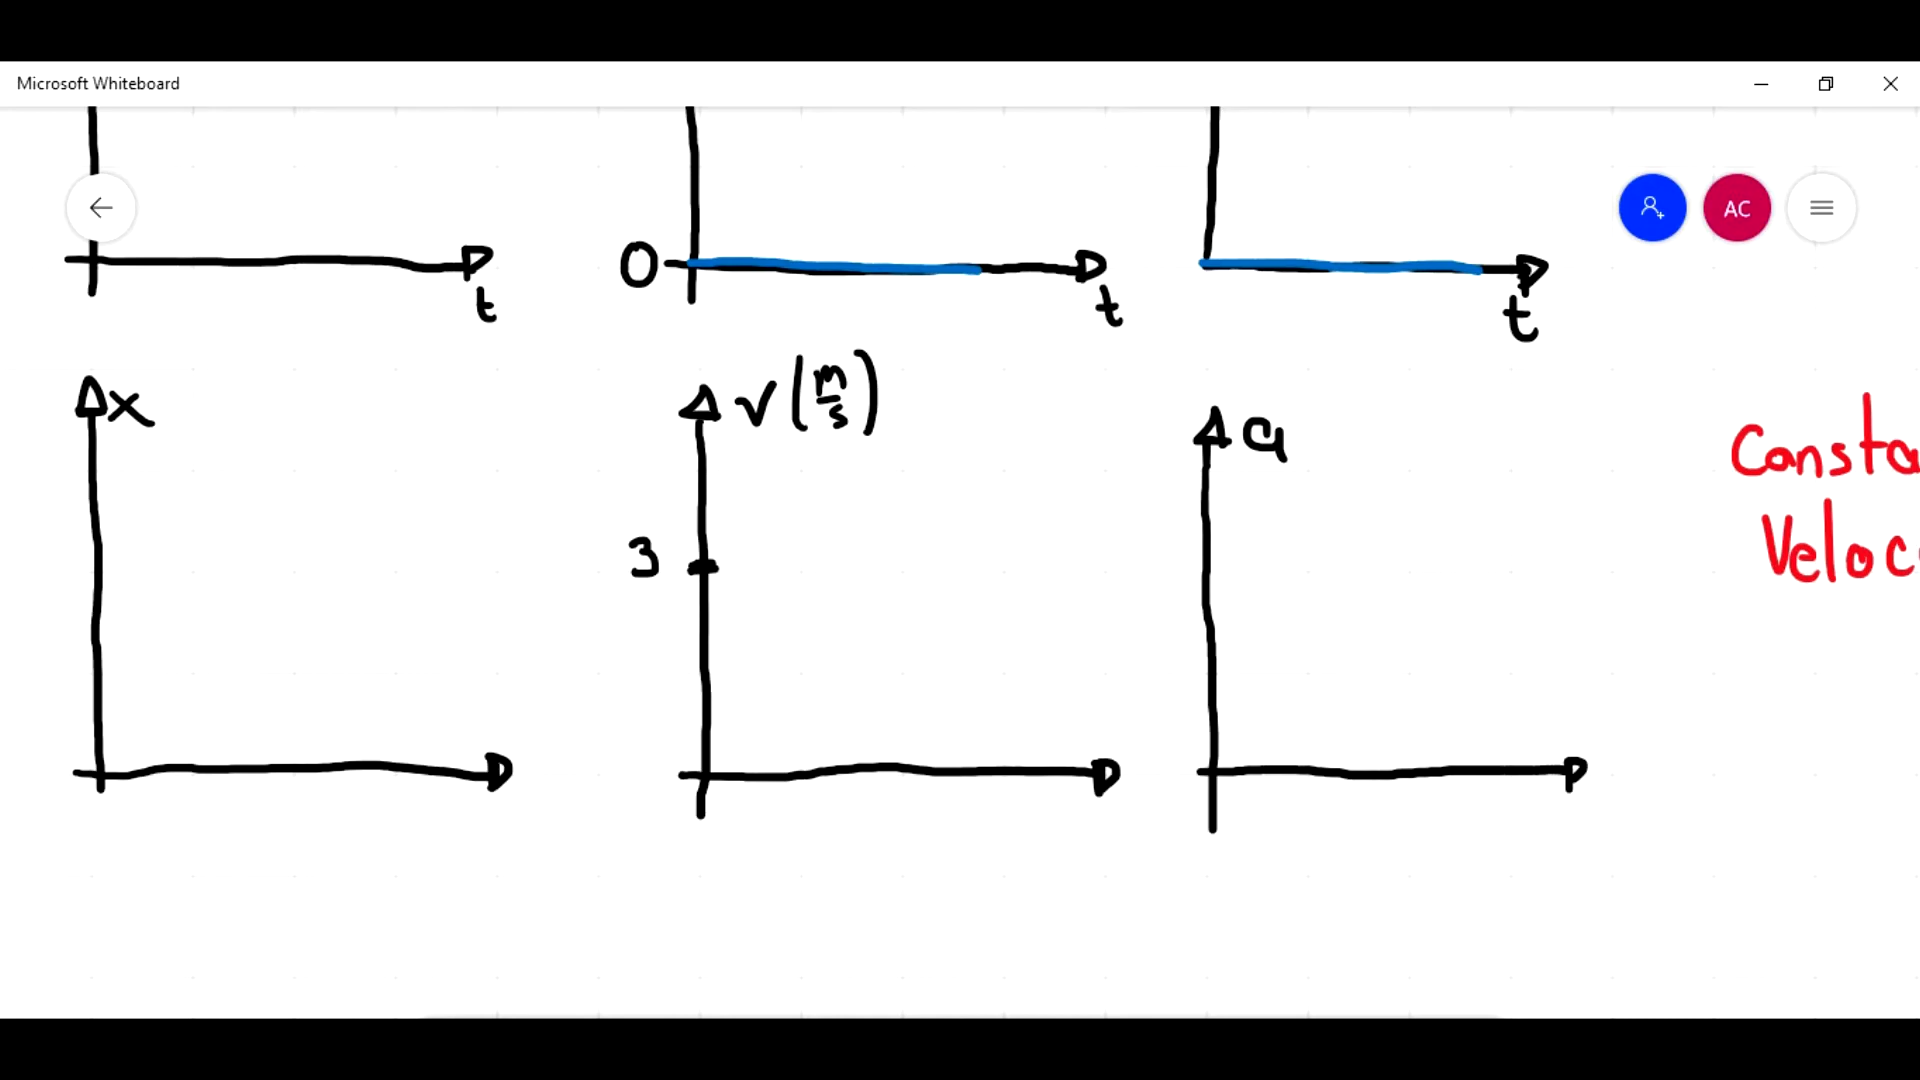 Microsoft Whiteboard
AC
t
0
t
t
x
v (m/s)
a
3
Consta
Veloc